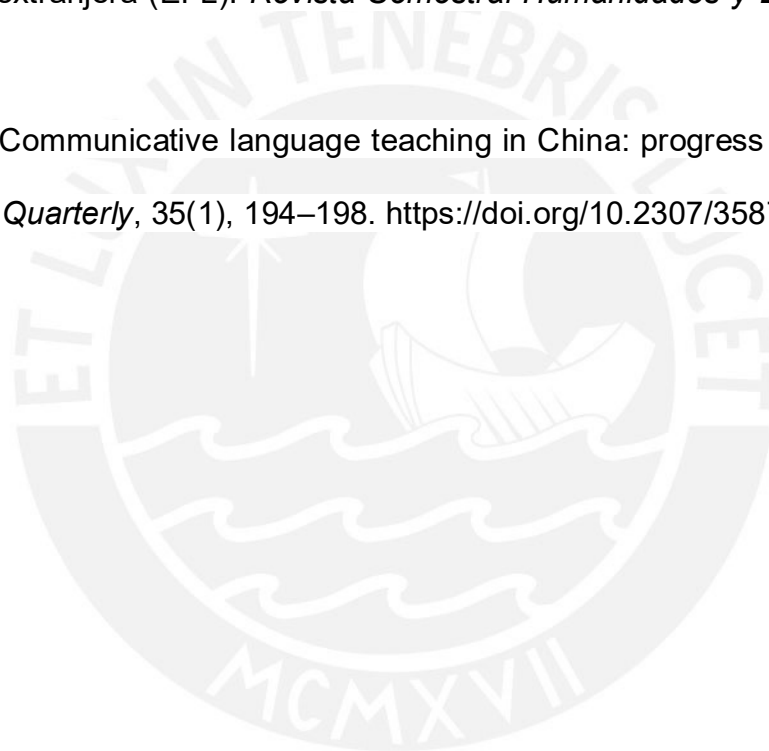 extranjera (EFL). Revista Semestral Humanidades y
Communicative language teaching in China: progress
Quarterly, 35(1), 194–198. https://doi.org/10.2307/358
ET LUX IN TENEBRIS LUCET
MCMXVII